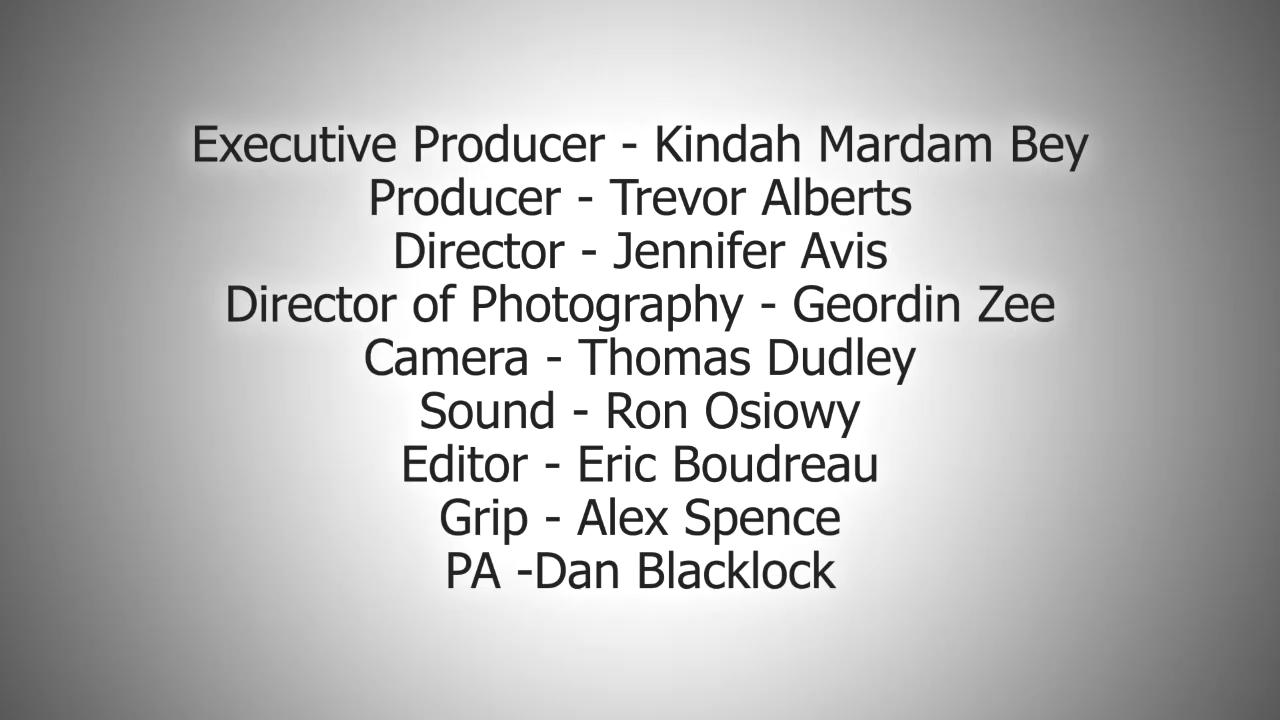 Executive Producer - Kindah Mardam Bey
Producer - Trevor Alberts
Director - Jennifer Avis
Director of Photography - Geordin Zee
Camera - Thomas Dudley
Sound - Ron Osiowy
Editor - Eric Boudreau
Grip - Alex Spence
PA -Dan Blacklock